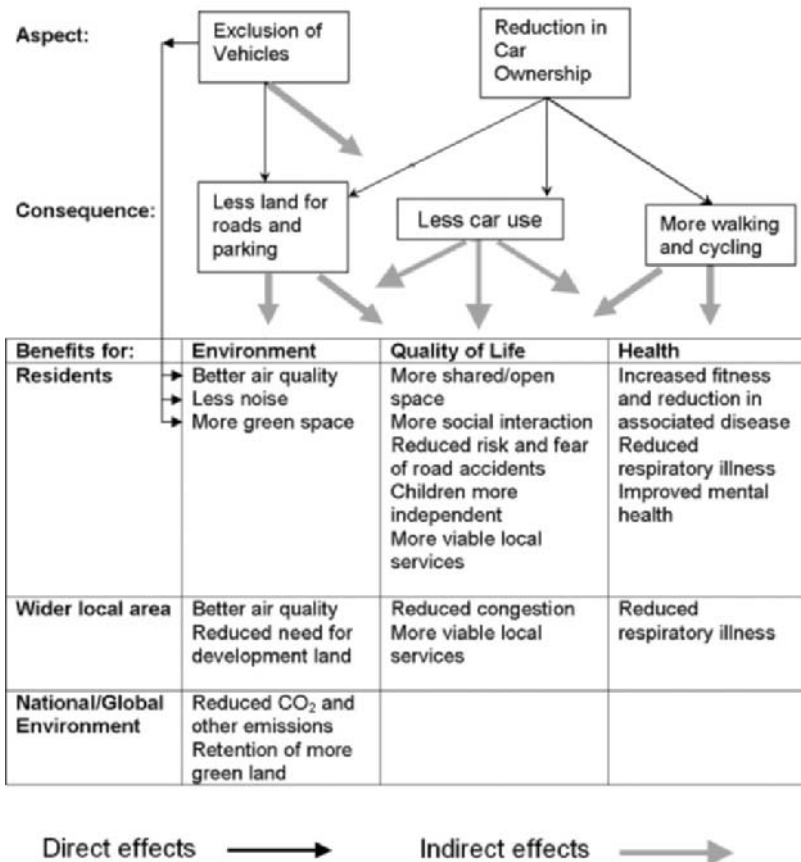 Aspect:
Exclusion of
Vehicles
Reduction in
Car
Ownership
Consequence:
Less land for
roads and
parking
Less car use
More walking
and cycling
Benefits for: Environment Quality of Life Health
Residents
Better air quality
Less noise
More green space
More shared/open
space
More social interaction
Reduced risk and fear
of road accidents
Children more
independent
More viable local
services
Increased fitness
and reduction in
associated disease
Reduced
respiratory illness
Improved mental
health
Wider local area
Better air quality
Reduced need for
development land
Reduced congestion
More viable local
services
Reduced
respiratory illness
National/Global
Environment
Reduced CO₂ and
other emissions
Retention of more
green land
Direct effects
Indirect effects